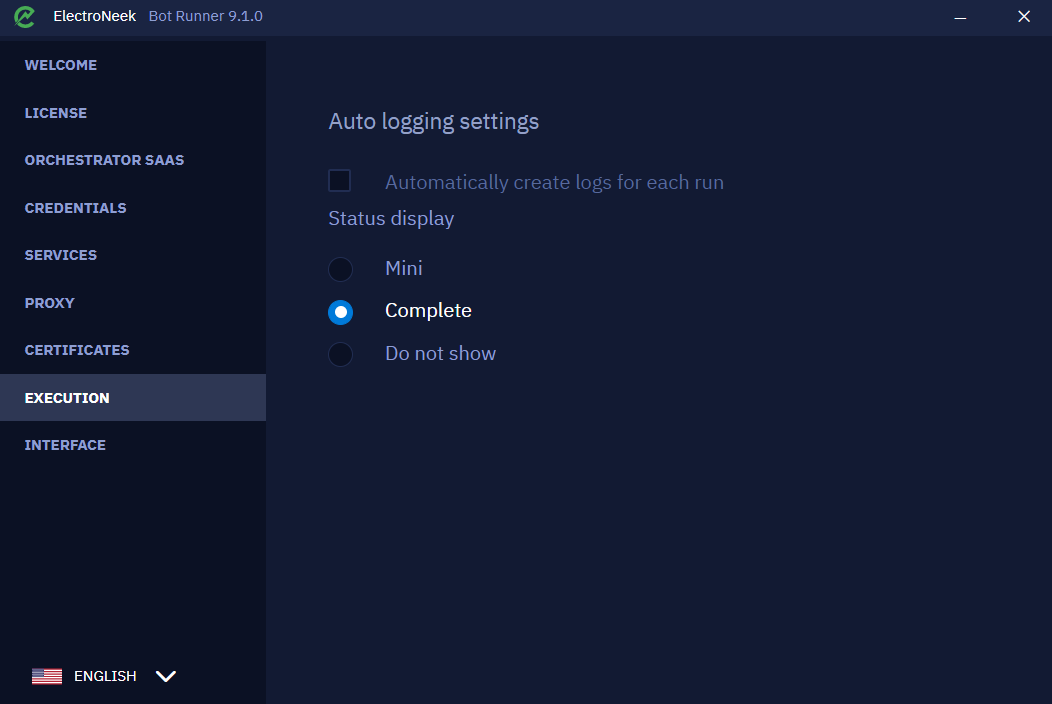 ElectroNeek Bot Runner 9.1.0
WELCOME
LICENSE
ORCHESTRATOR SAAS
CREDENTIALS
SERVICES
PROXY
CERTIFICATES
EXECUTION
INTERFACE
ENGLISH
Auto logging settings
Automatically create logs for each run
Status display
Mini
Complete
Do not show